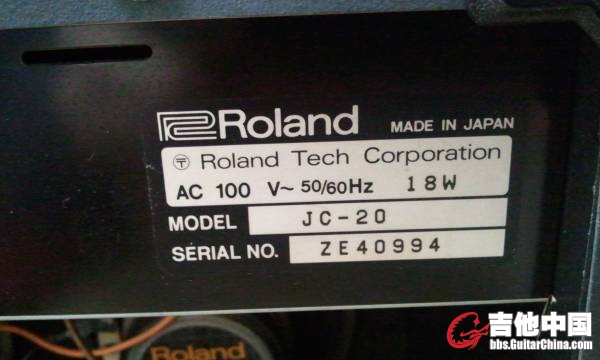 Roland MADE IN JAPAN
〒 Roland Tech Corporation
AC 100 V~ 50/60Hz 18W
MODEL JC-20
SERIAL NO. ZE40994
Roland
吉他中国
bbs.GuitarChina.com